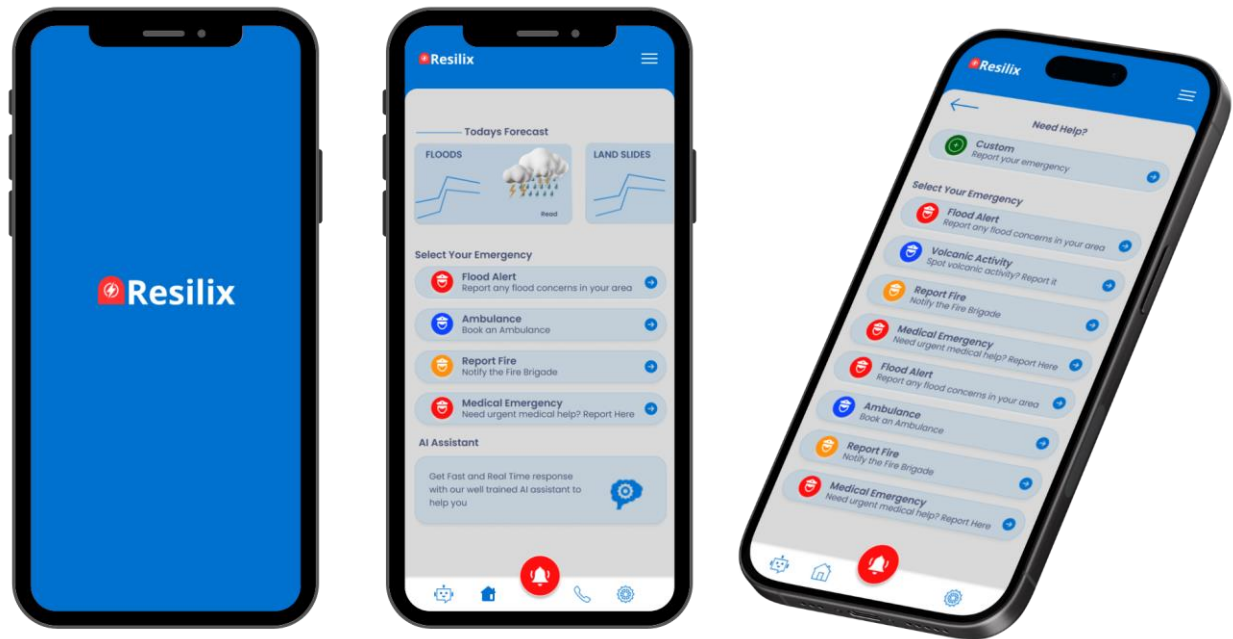 Resilix
Resilix
Todays Forecast
FLOODS
LAND SLIDES
Reed
Select Your Emergency
Flood Alert
Report any flood concerns in your area
Ambulance
Book an Ambulance
Report Fire
Notify the Fire Brigade
Medical Emergency
Need urgent medical help? Report Here
AI Assistant
Get Fast and Real Time response
with our well trained AI assistant to
help you
Resilix
Need Help?
Custom
Report your emergency
Select Your Emergency
Flood Alert
Report any flood concerns in your area
Volcanic Activity
Spot volcanic activity? Report it
Report Fire
Notify the Fire Brigade
Medical Emergency
Need urgent medical help? Report Here
Flood Alert
Report any flood concerns in your area
Ambulance
Book an Ambulance
Report Fire
Notify the Fire Brigade
Medical Emergency
Need urgent medical help? Report Here